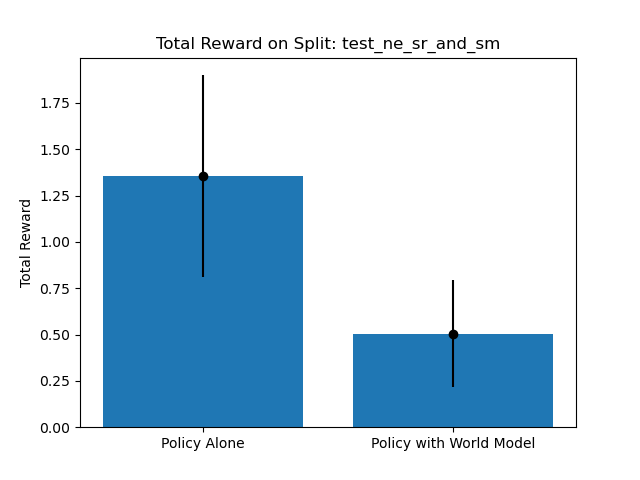 Total Reward on Split: test_ne_sr_and_sm
Total Reward
1.75
1.50
1.25
1.00
0.75
0.50
0.25
0.00
Policy Alone
Policy with World Model